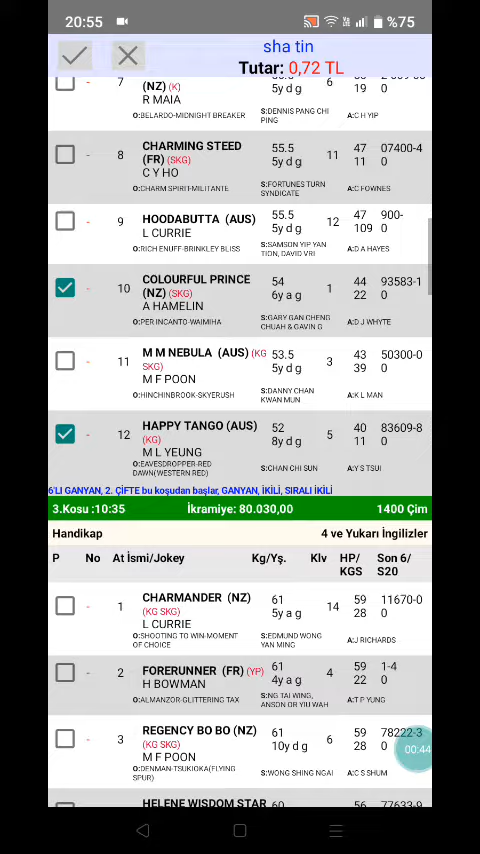 20:55
%75
sha tin
Tutar: 0,72 TL
7 (NZ) (K) 5y d g 6 19 0
R MAIA
O:BELARDO-MIDNIGHT BREAKER S:DENNIS PANG CHI PING A:C H YIP
8 CHARMING STEED (FR) (SKG) 55.5 5y d g 11 47 11 07400-4 0
C Y HO
O:CHARM SPIRIT-MILITANTE S:FORTUNES TURN SYNDICATE A:C FOWNES
9 HOODABUTTA (AUS) 55.5 5y d g 12 47 109 900- 0
L CURRIE
O:RICH ENUFF-BRINKLEY BLISS S:SAMSON YIP YAN TION, DAVID VRI A:D A HAYES
10 COLOURFUL PRINCE (NZ) (SKG) 54 6y a g 1 44 22 93583-1 0
A HAMELIN
O:PER INCANTO-WAIMIHA S:GARY GAN CHENG CHUAH & GAVIN G A:D J WHYTE
11 M M NEBULA (AUS) (KG SKG) 53.5 5y d g 3 43 39 50300-0 0
M F POON
O:HINCHINBROOK-SKYERUSH S:DANNY CHAN KWAN MUN A:K L MAN
12 HAPPY TANGO (AUS) (KG) 52 8y d g 5 40 11 83609-8 0
M L YEUNG
O:EAVESDROPPER-RED DAWN(WESTERN RED) S:CHAN CHI SUN A:Y S TSUI
6'LI GANYAN, 2. ÇİFTE bu koşudan başlar, GANYAN, İKİLİ, SIRALI İKİLİ
3.Kosu :10:35 İkramiye: 80.030,00 1400 Çim
Handikap 4 ve Yukarı İngilizler
P No At İsmi/Jokey Kg/Yş. Klv HP/ KGS Son 6/ S20
1 CHARMANDER (NZ) (KG SKG) 61 5y a g 14 59 28 11670-0 0
L CURRIE
O:SHOOTING TO WIN-MOMENT OF CHOICE S:EDMUND WONG YAN MING A:J RICHARDS
2 FORERUNNER (FR) (YP) 61 4y a g 4 59 22 1-4 0
H BOWMAN
O:ALMANZOR-GLITTERING TAX S:NG TAI WING, ANSON OR YIU WAH A:T P YUNG
3 REGENCY BO BO (NZ) (KG SKG) 61 10y d g 6 59 28 78222-3 0
M F POON
O:DENMAN-TSUKIOKA(FLYING SPUR) S:WONG SHING NGAI A:C S SHUM
00:44
HELENE WISDOM STAR 60 56 77633-9